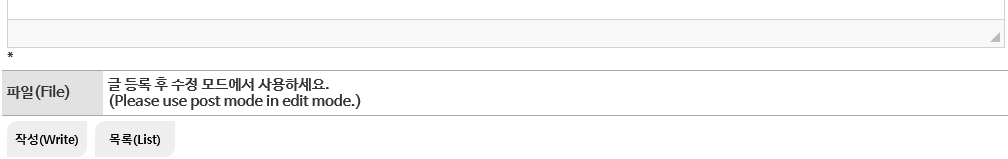 *
파일(File)
글 등록 후 수정 모드에서 사용하세요.
(Please use post mode in edit mode.)
작성(Write) 목록(List)